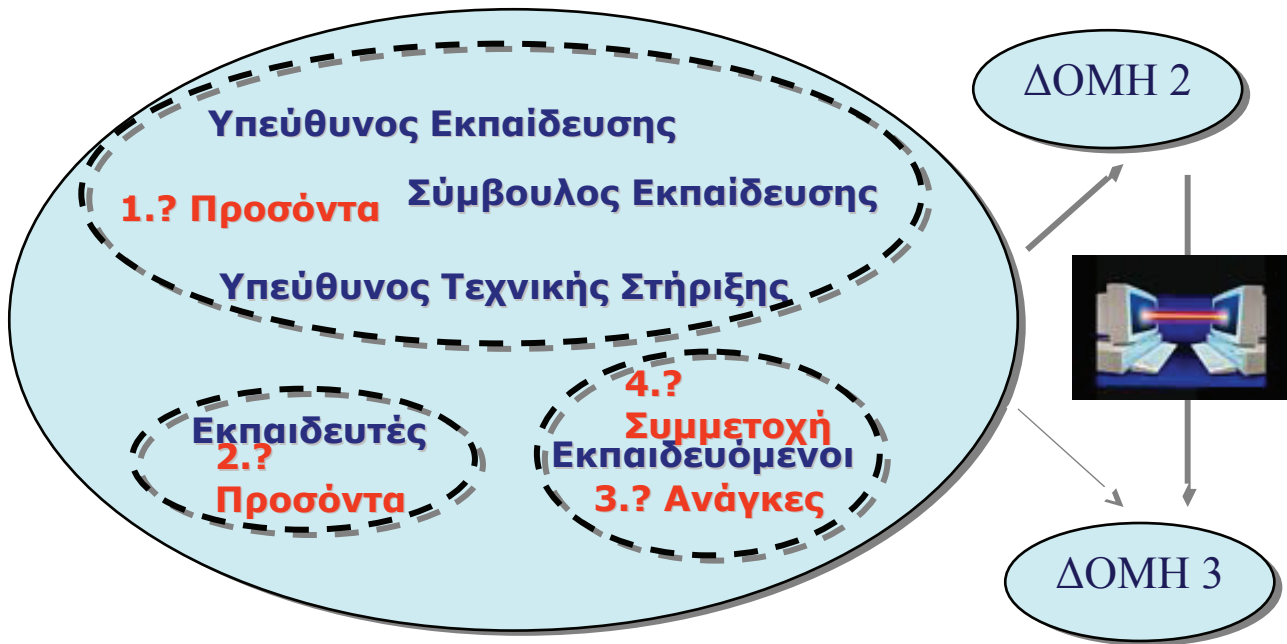 Υπεύθυνος Εκπαίδευσης
1.? Προσόντα
Σύμβουλος Εκπαίδευσης
Υπεύθυνος Τεχνικής Στήριξης
Εκπαιδευτές
2.?
Προσόντα
4.?
Συμμετοχή
Εκπαιδευόμενοι
3.? Ανάγκες
ΔΟΜΗ 2
ΔΟΜΗ 3